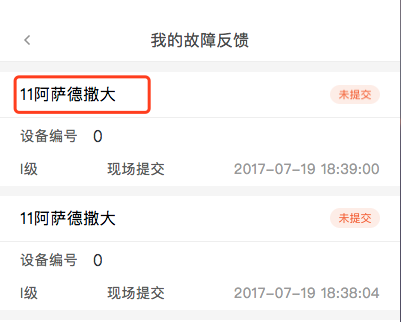 我的故障反馈
11阿萨德撒大 未提交
设备编号 0
I级 现场提交 2017-07-19 18:39:00
11阿萨德撒大 未提交
设备编号 0
I级 现场提交 2017-07-19 18:38:04